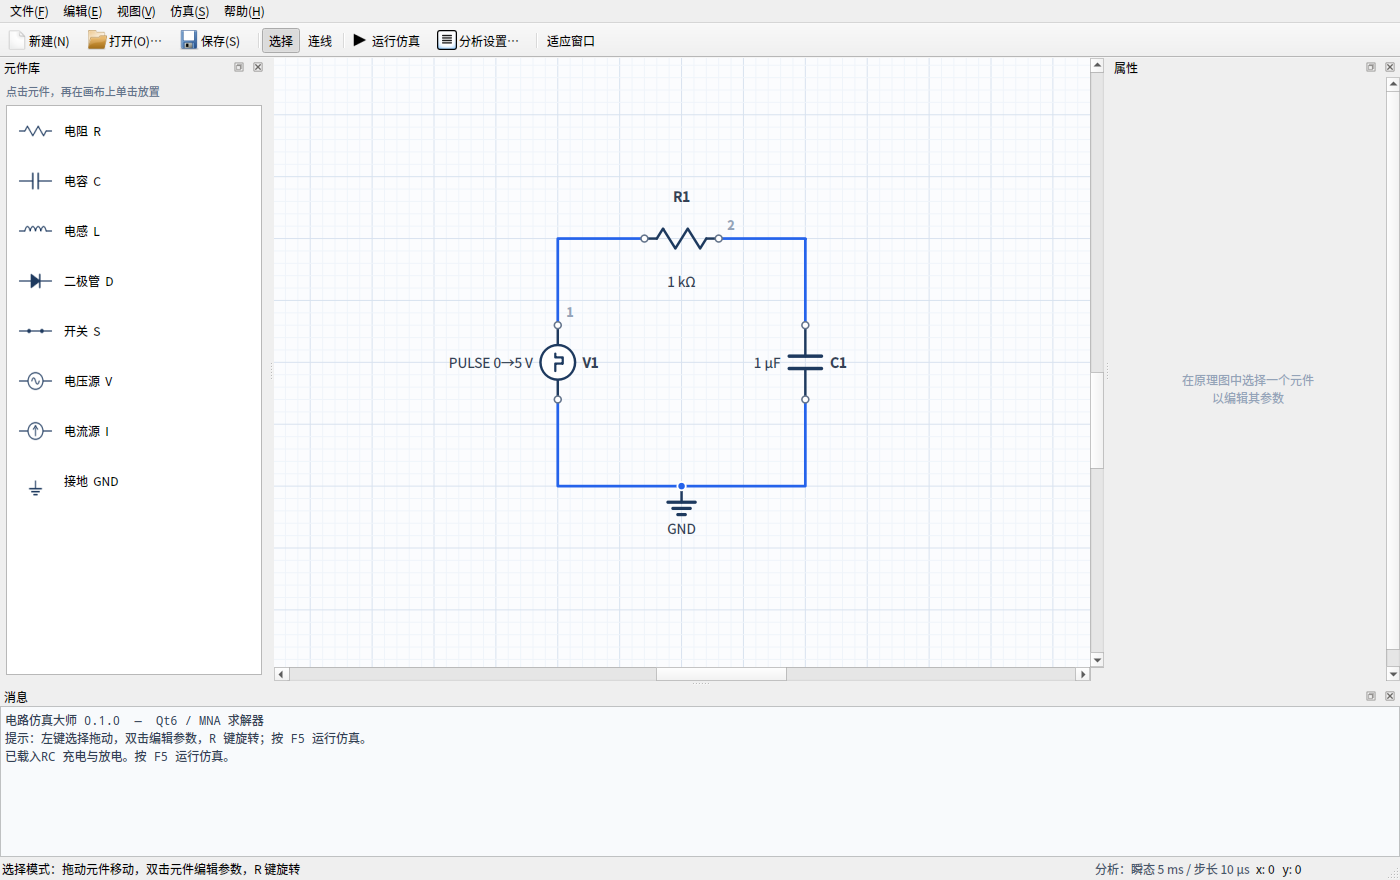 文件(F) 编辑(E) 视图(V) 仿真(S) 帮助(H)
新建(N) 打开(O)··· 保存(S) 选择 连线 运行仿真 分析设置··· 适应窗口
元件库
点击元件，再在画布上单击放置
电阻 R
电容 C
电感 L
二极管 D
开关 S
电压源 V
电流源 I
接地 GND
R1
2
1 kΩ
1
PULSE 0→5 V
V1
1 µF
C1
GND
属性
在原理图中选择一个元件
以编辑其参数
消息
电路仿真大师 0.1.0 — Qt6 / MNA 求解器
提示：左键选择拖动，双击编辑参数，R 键旋转；按 F5 运行仿真。
已载入RC 充电与放电。按 F5 运行仿真。
选择模式：拖动元件移动，双击元件编辑参数，R 键旋转
分析：瞬态 5 ms / 步长 10 µs x: 0 y: 0